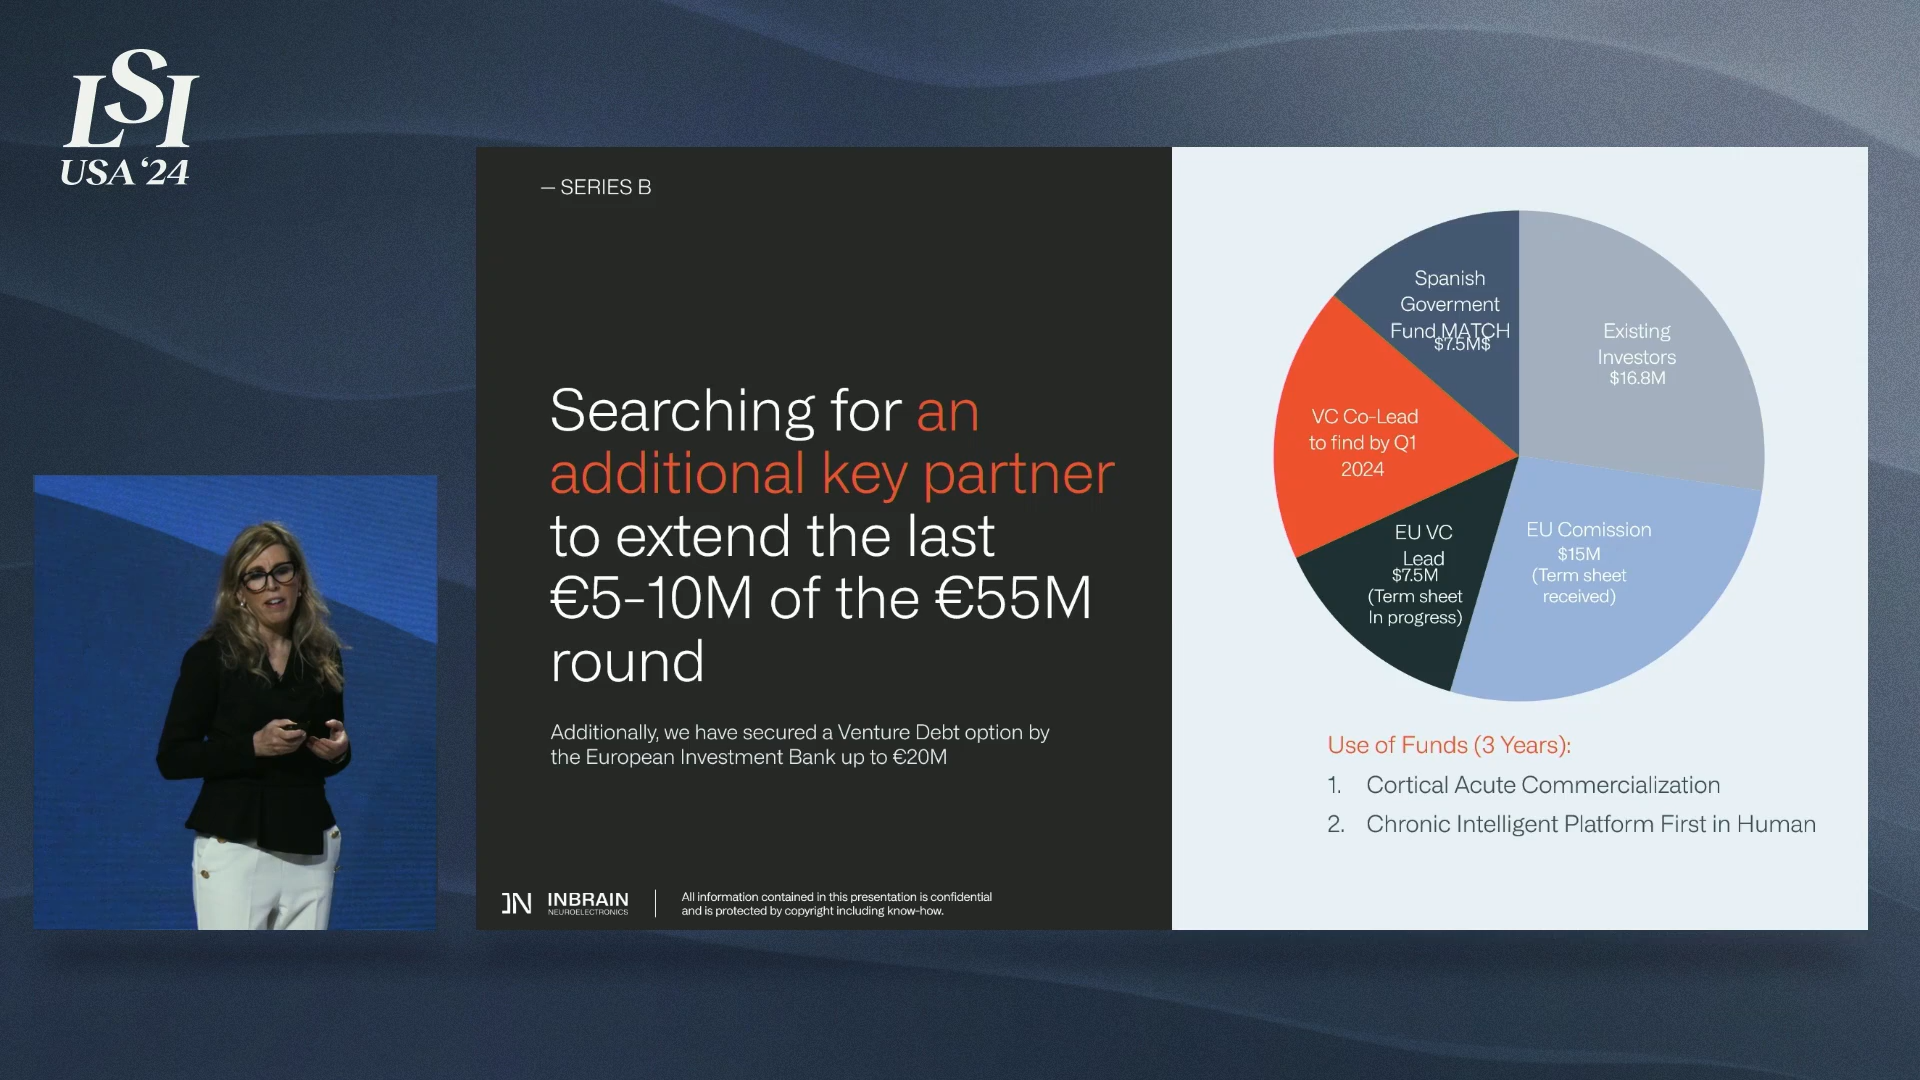 LSI
USA '24
— SERIES B
Searching for an
additional key partner
to extend the last
€5-10M of the €55M
round
Additionally, we have secured a Venture Debt option by
the European Investment Bank up to €20M
IN INBRAIN
NEUROELECTRONICS
All information contained in this presentation is confidential
and is protected by copyright including know-how.
Spanish
Goverment
Fund MATCH
$7.5M$
Existing
Investors
$16.8M
VC Co-Lead
to find by Q1
2024
EU VC
Lead
$7.5M
(Term sheet
In progress)
EU Comission
$15M
(Term sheet
received)
Use of Funds (3 Years):
1. Cortical Acute Commercialization
2. Chronic Intelligent Platform First in Human